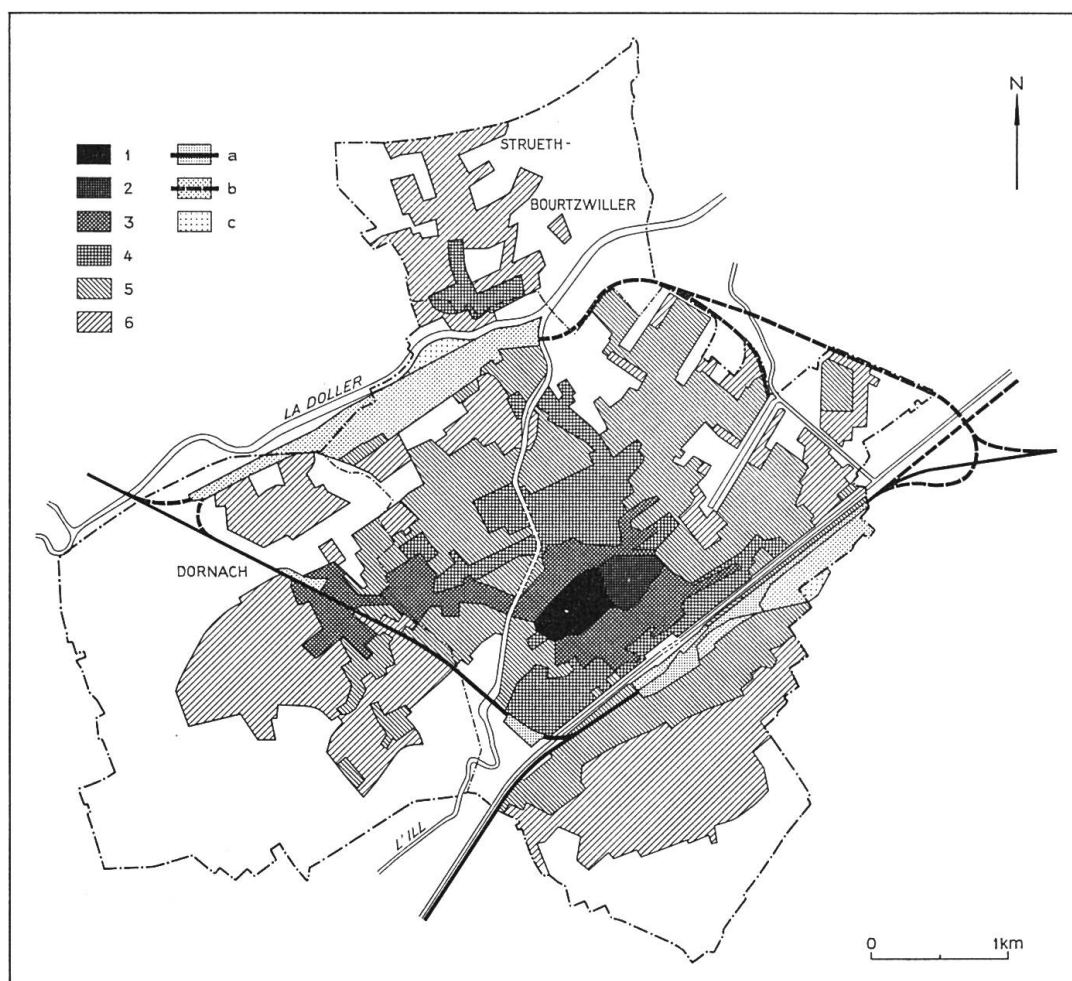 N
STRUETH-
BOURTZWILLER
1 a
2 b
3 c
4
5
6
LA DOLLER
DORNACH
L'ILL
0 1km